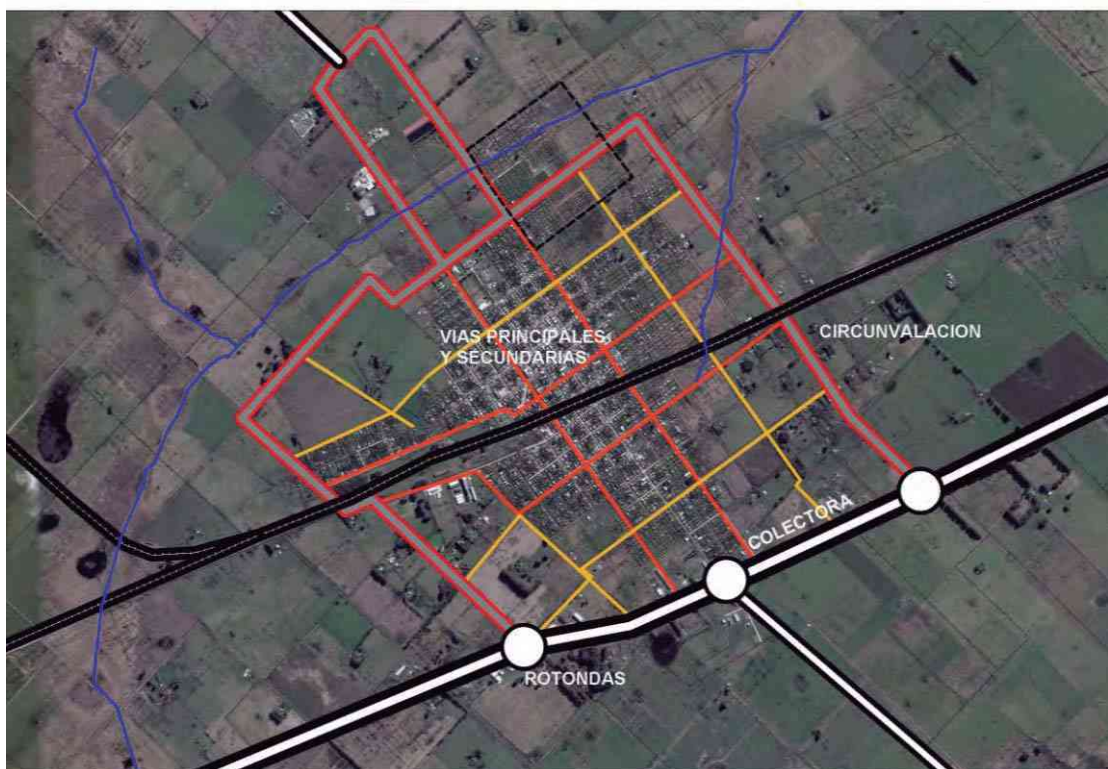 VIAS PRINCIPALES
Y SECUNDARIAS
CIRCUNVALACION
COLECTORA
ROTONDAS